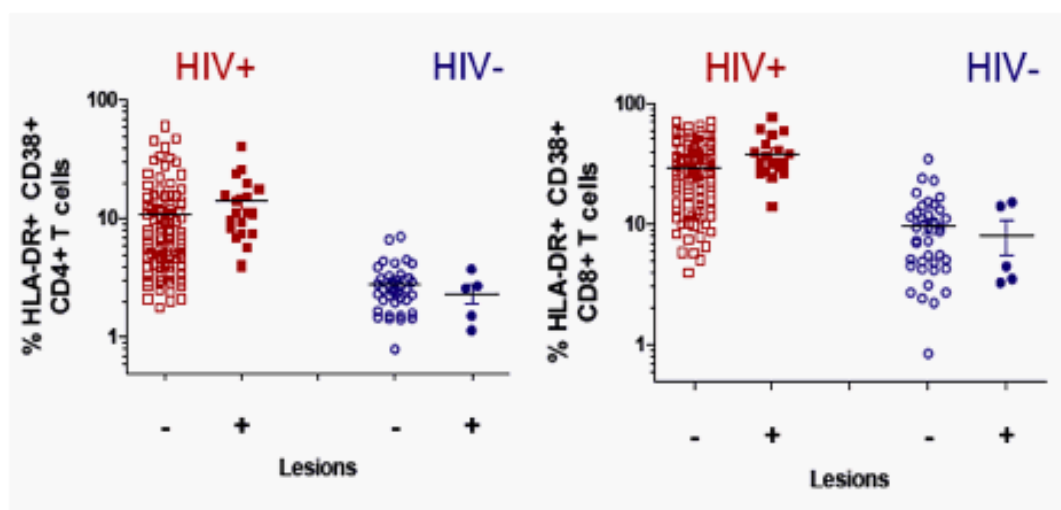 HIV+ HIV-
% HLA-DR+ CD38+
CD4+ T cells
100
10
1
- + - +
Lesions
HIV+ HIV-
% HLA-DR+ CD38+
CD8+ T cells
100
10
1
- + - +
Lesions